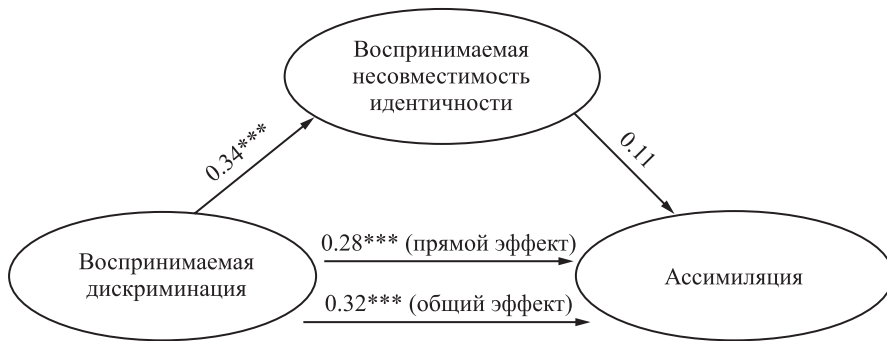 Воспринимаемая
несовместимость
идентичности
0.34***
0.11
0.28*** (прямой эффект)
Воспринимаемая
дискриминация
Ассимиляция
0.32*** (общий эффект)